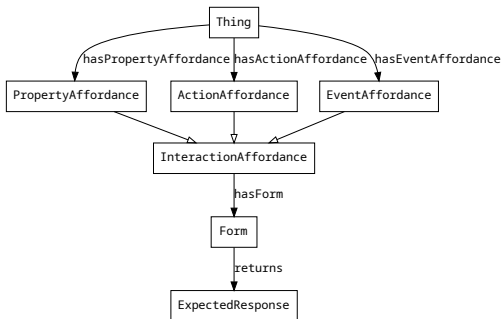 Thing
hasPropertyAffordance hasActionAffordance hasEventAffordance
PropertyAffordance ActionAffordance EventAffordance
InteractionAffordance
hasForm
Form
returns
ExpectedResponse